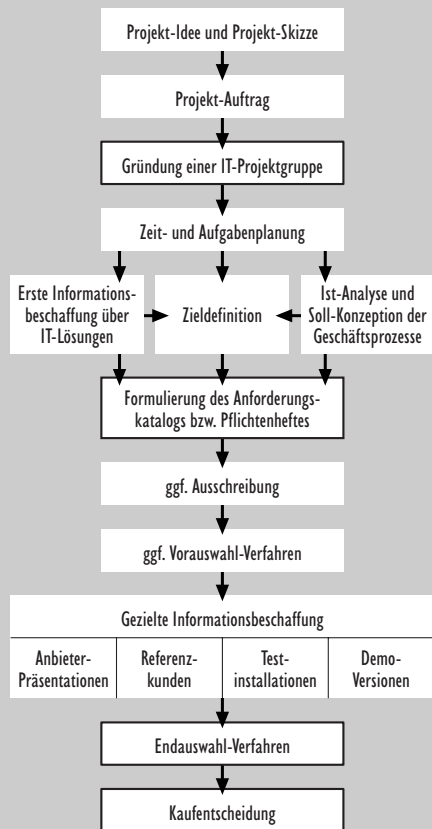 Projekt-Idee und Projekt-Skizze
Projekt-Auftrag
Gründung einer IT-Projektgruppe
Zeit- und Aufgabenplanung
Erste Informations-
beschaffung über
IT-Lösungen
Zieldefinition
Ist-Analyse und
Soll-Konzeption der
Geschäftsprozesse
Formulierung des Anforderungs-
katalogs bzw. Pflichtenheftes
ggf. Ausschreibung
ggf. Vorauswahl-Verfahren
Gezielte Informationsbeschaffung
Anbieter-
Präsentationen
Referenz-
kunden
Test-
installationen
Demo-
Versionen
Endauswahl-Verfahren
Kaufentscheidung